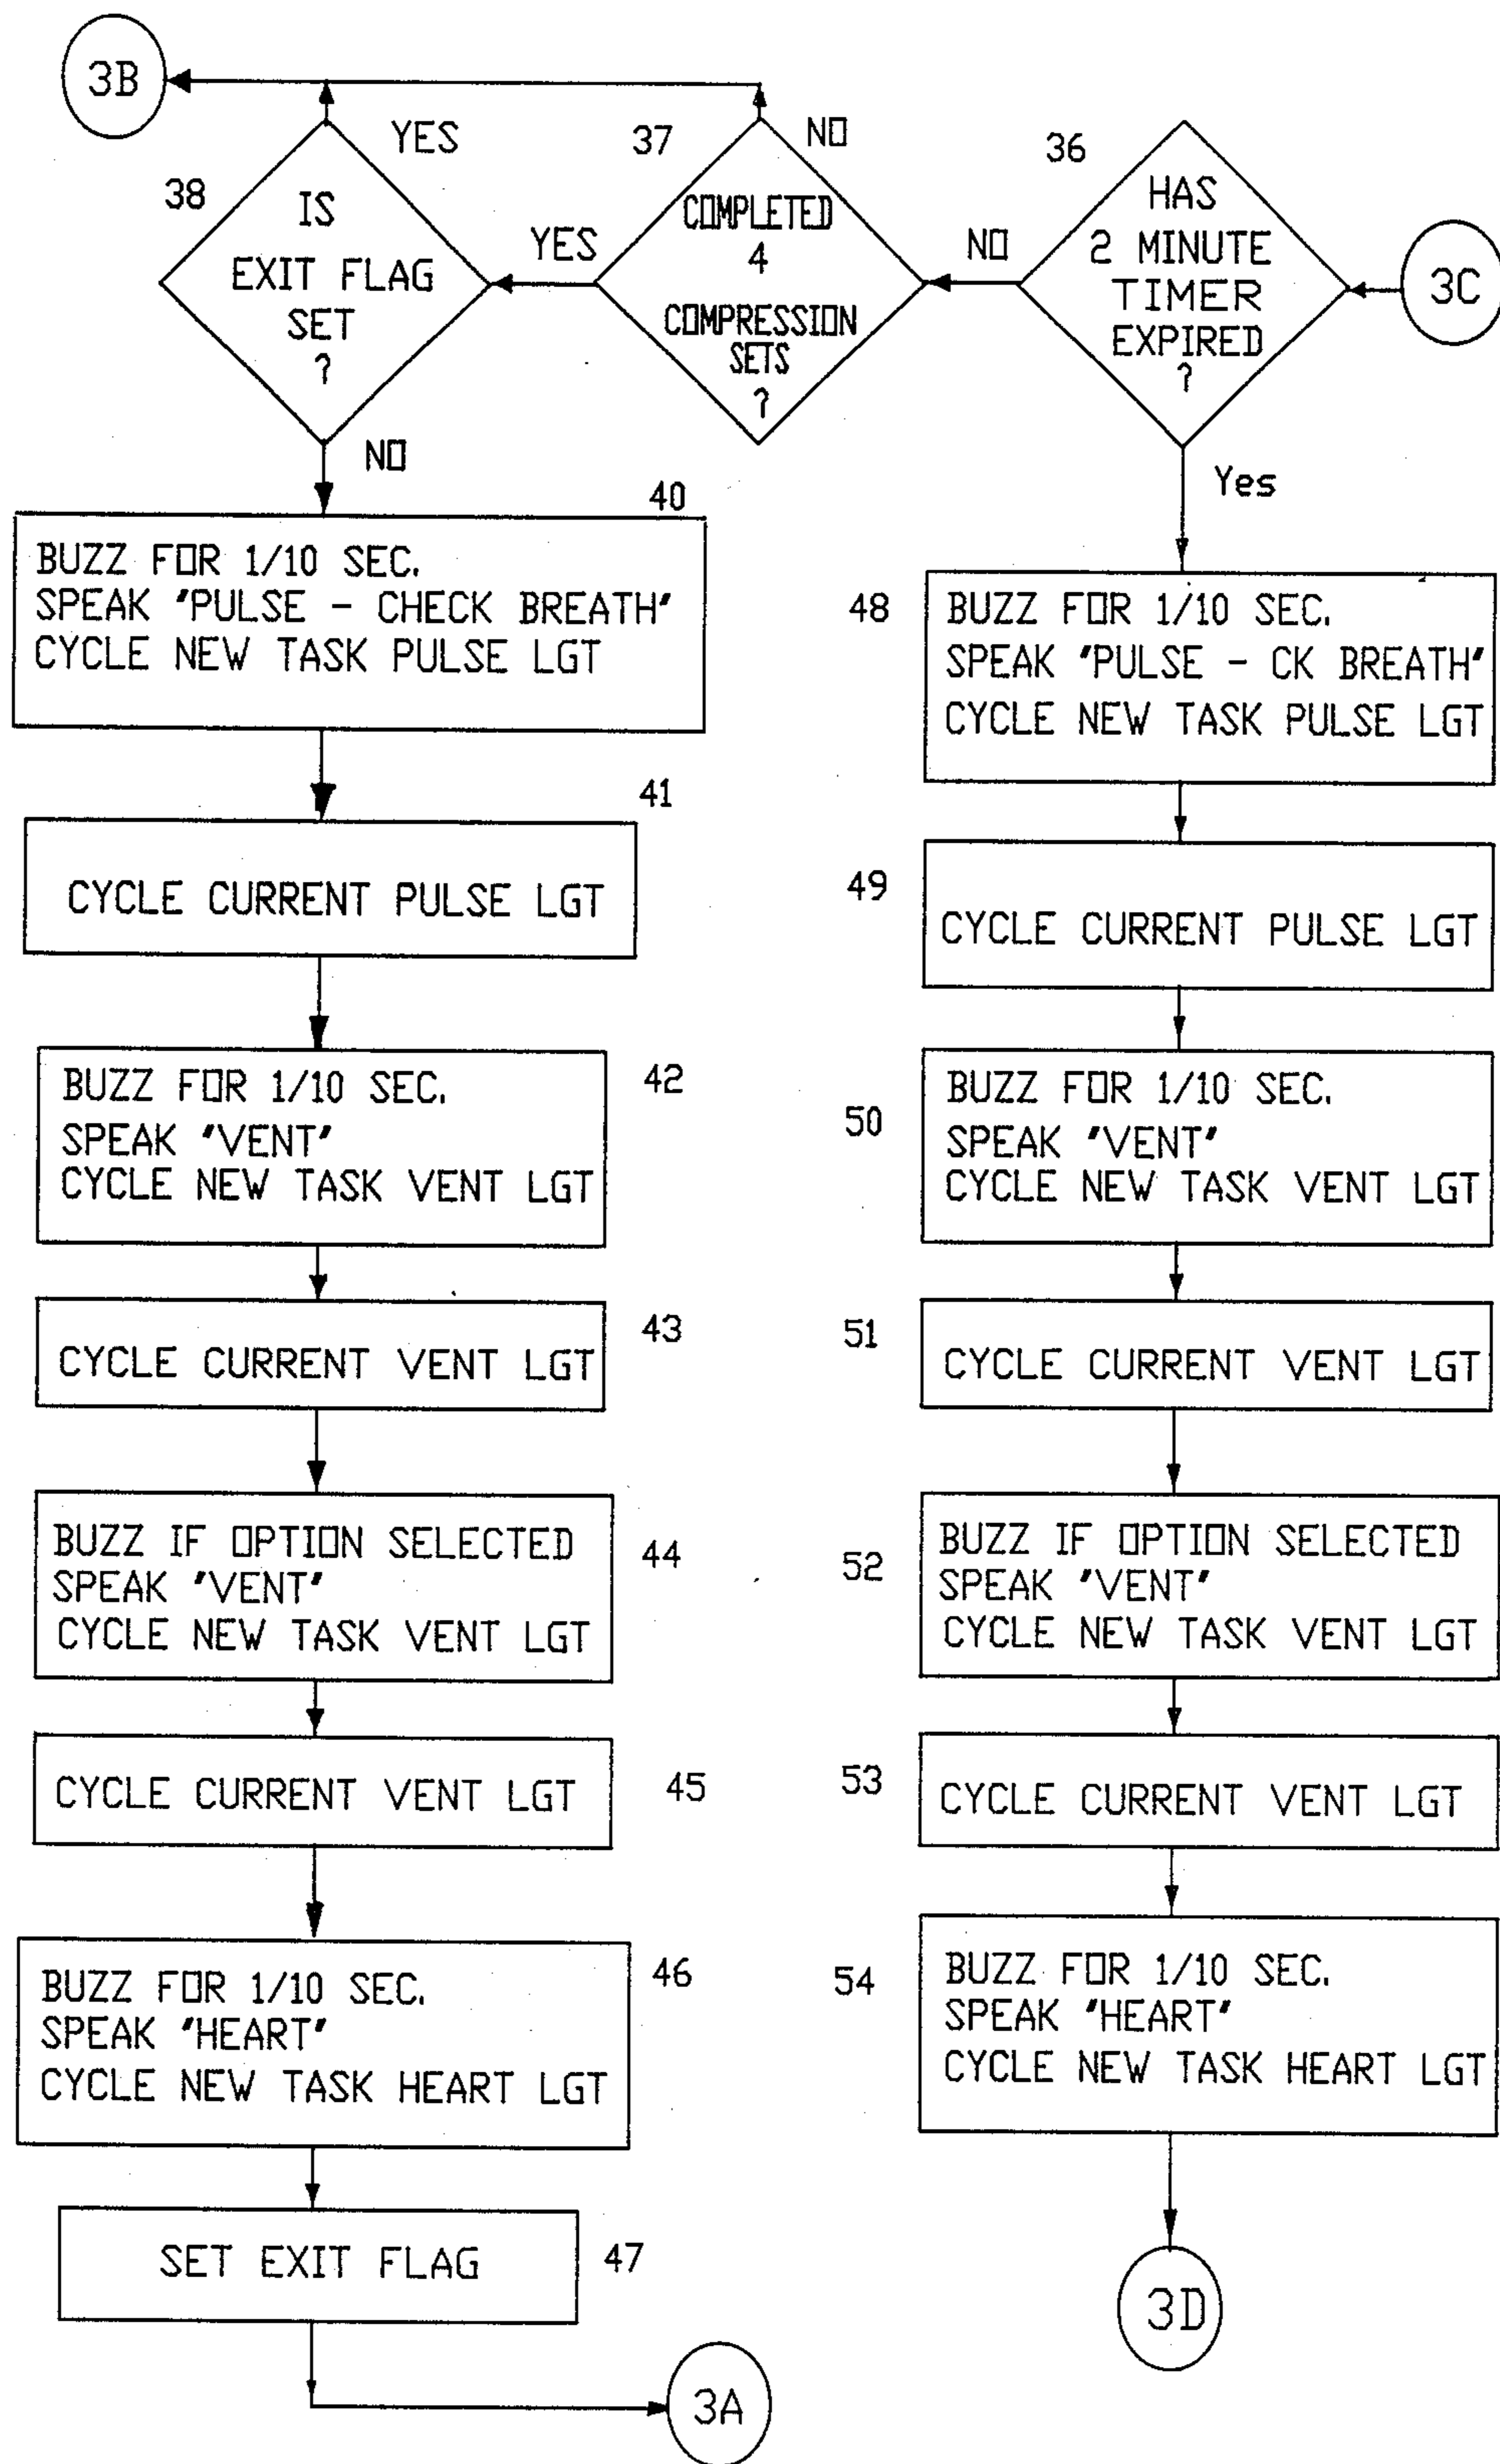 3B
38
IS
EXIT FLAG
SET
?
YES
NO
37
COMPLETED
4
COMPRESSION
SETS
?
NO
YES
36
HAS
2 MINUTE
TIMER
EXPIRED
?
NO
Yes
3C
40
BUZZ FOR 1/10 SEC.
SPEAK "PULSE - CHECK BREATH"
CYCLE NEW TASK PULSE LGT
41
CYCLE CURRENT PULSE LGT
42
BUZZ FOR 1/10 SEC.
SPEAK "VENT"
CYCLE NEW TASK VENT LGT
43
CYCLE CURRENT VENT LGT
44
BUZZ IF OPTION SELECTED
SPEAK "VENT"
CYCLE NEW TASK VENT LGT
45
CYCLE CURRENT VENT LGT
46
BUZZ FOR 1/10 SEC.
SPEAK "HEART"
CYCLE NEW TASK HEART LGT
47
SET EXIT FLAG
3A
48
BUZZ FOR 1/10 SEC.
SPEAK "PULSE - CK BREATH"
CYCLE NEW TASK PULSE LGT
49
CYCLE CURRENT PULSE LGT
50
BUZZ FOR 1/10 SEC.
SPEAK "VENT"
CYCLE NEW TASK VENT LGT
51
CYCLE CURRENT VENT LGT
52
BUZZ IF OPTION SELECTED
SPEAK "VENT"
CYCLE NEW TASK VENT LGT
53
CYCLE CURRENT VENT LGT
54
BUZZ FOR 1/10 SEC.
SPEAK "HEART"
CYCLE NEW TASK HEART LGT
3D